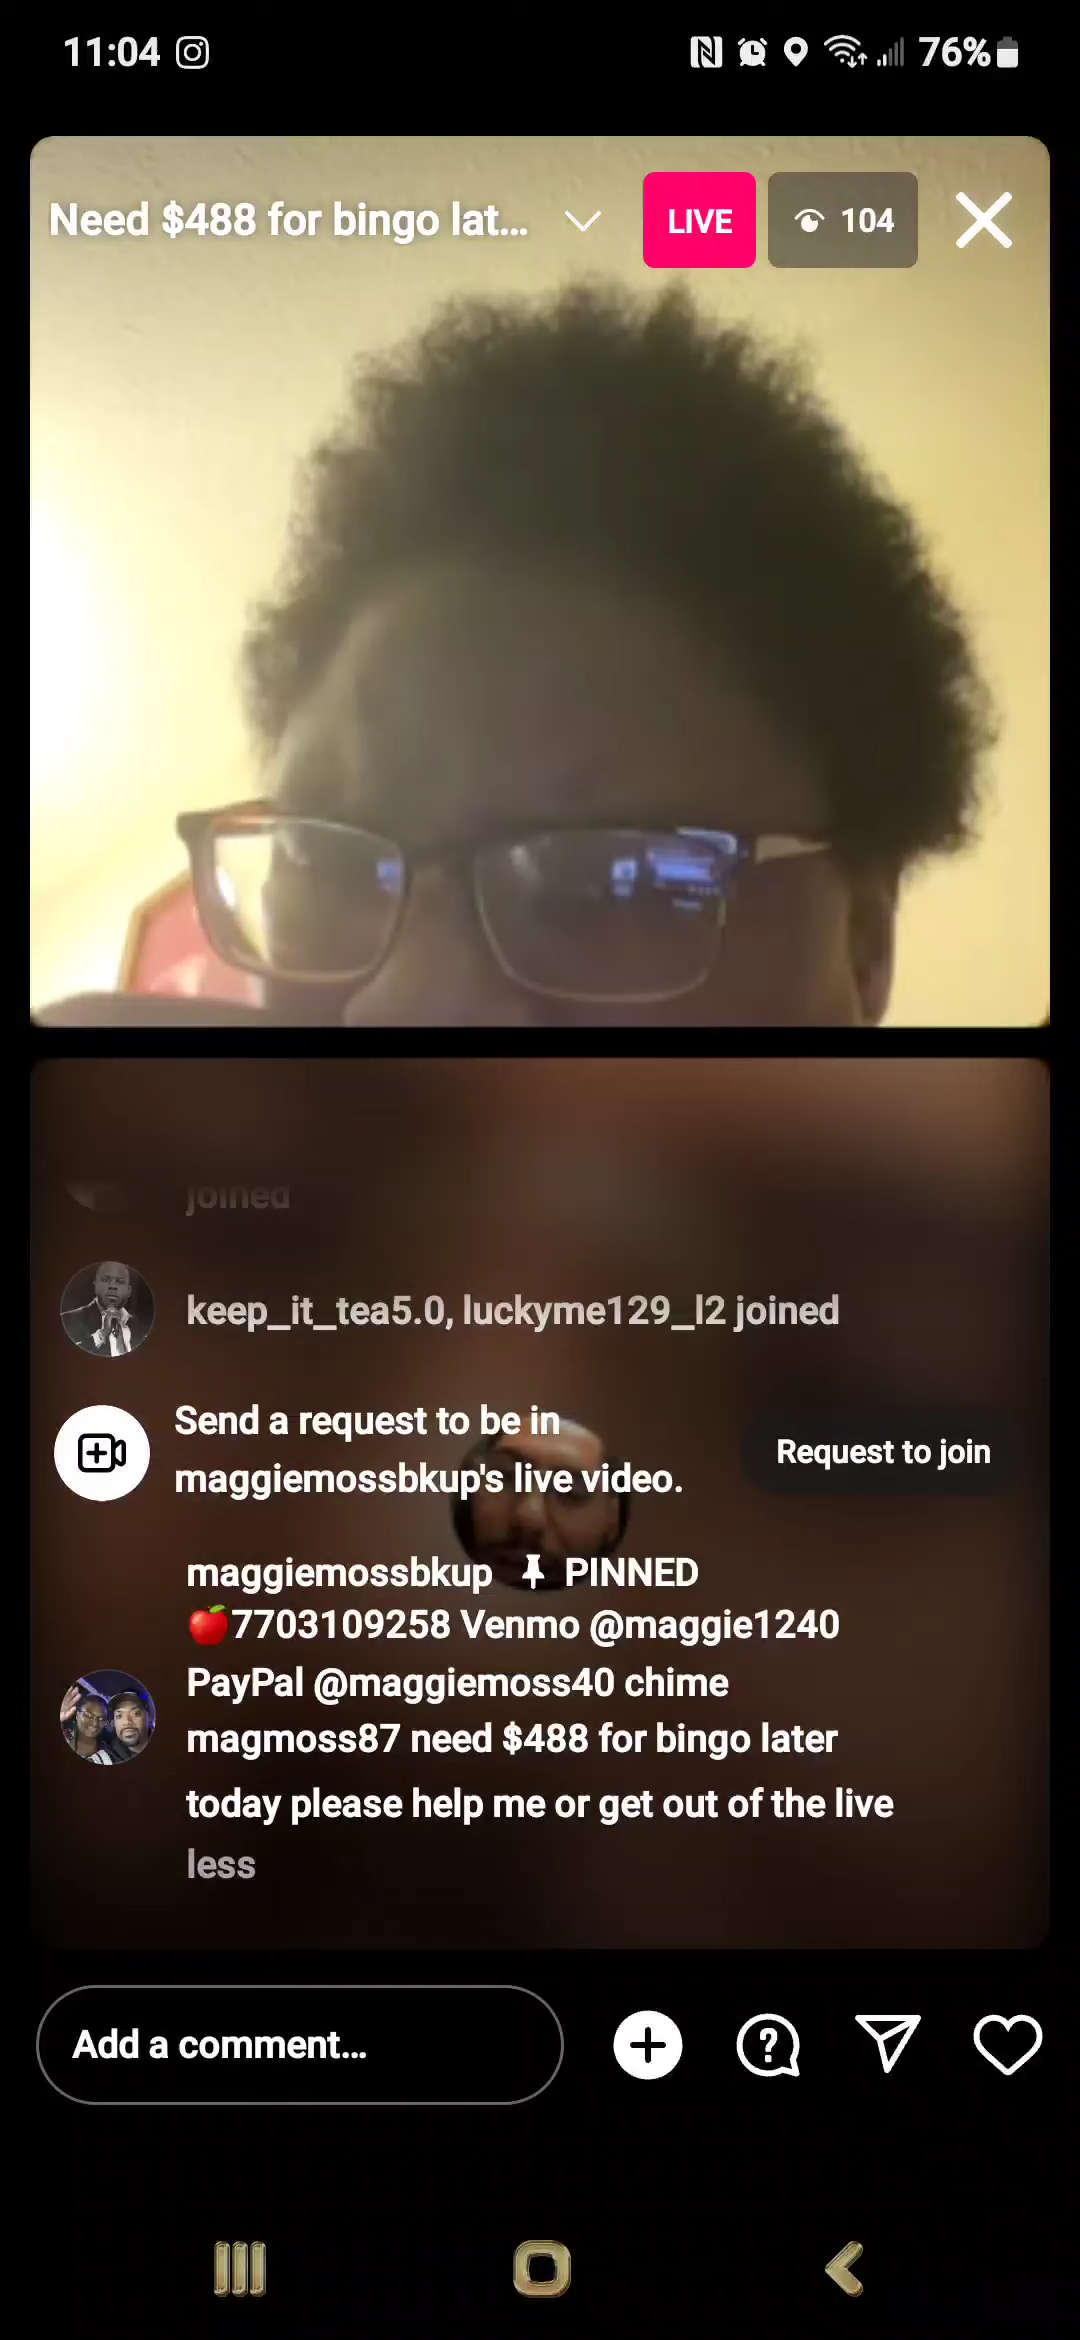 11:04 76%
Need $488 for bingo lat... LIVE 104
joined
keep_it_tea5.0, luckyme129_l2 joined
Send a request to be in
maggiemossbkup's live video.
Request to join
maggiemossbkup 📌 PINNED
🍎7703109258 Venmo @maggie1240
PayPal @maggiemoss40 chime
magmoss87 need $488 for bingo later
today please help me or get out of the live
less
Add a comment...